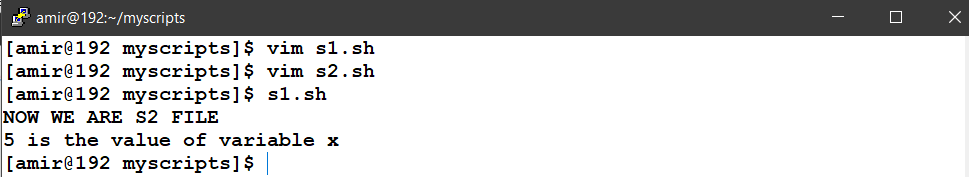 amir@192:~/myscripts
[amir@192 myscripts]$ vim s1.sh
[amir@192 myscripts]$ vim s2.sh
[amir@192 myscripts]$ s1.sh
NOW WE ARE S2 FILE
5 is the value of variable x
[amir@192 myscripts]$